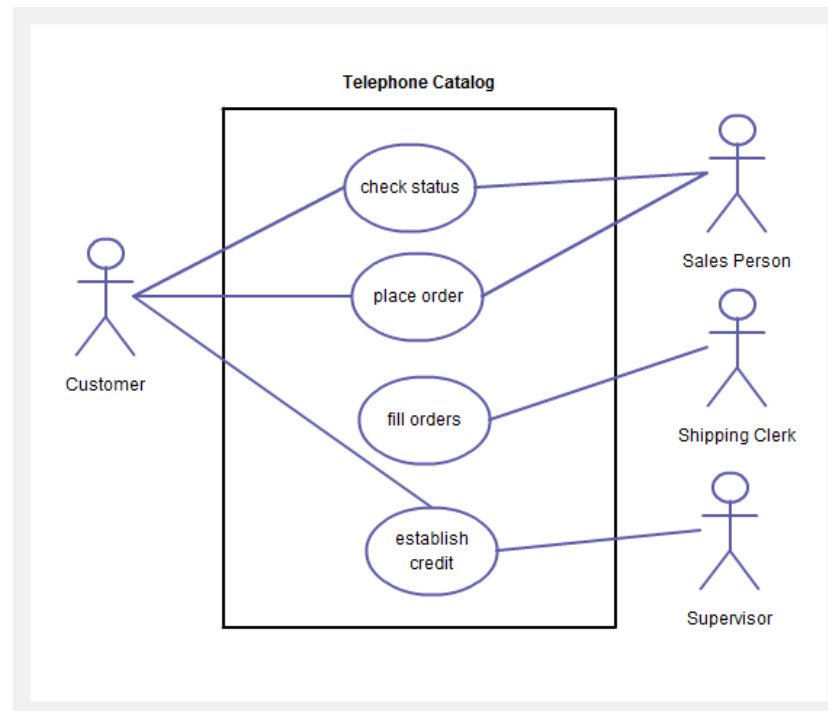 Telephone Catalog
check status
Sales Person
place order
Customer
fill orders
Shipping Clerk
establish
credit
Supervisor